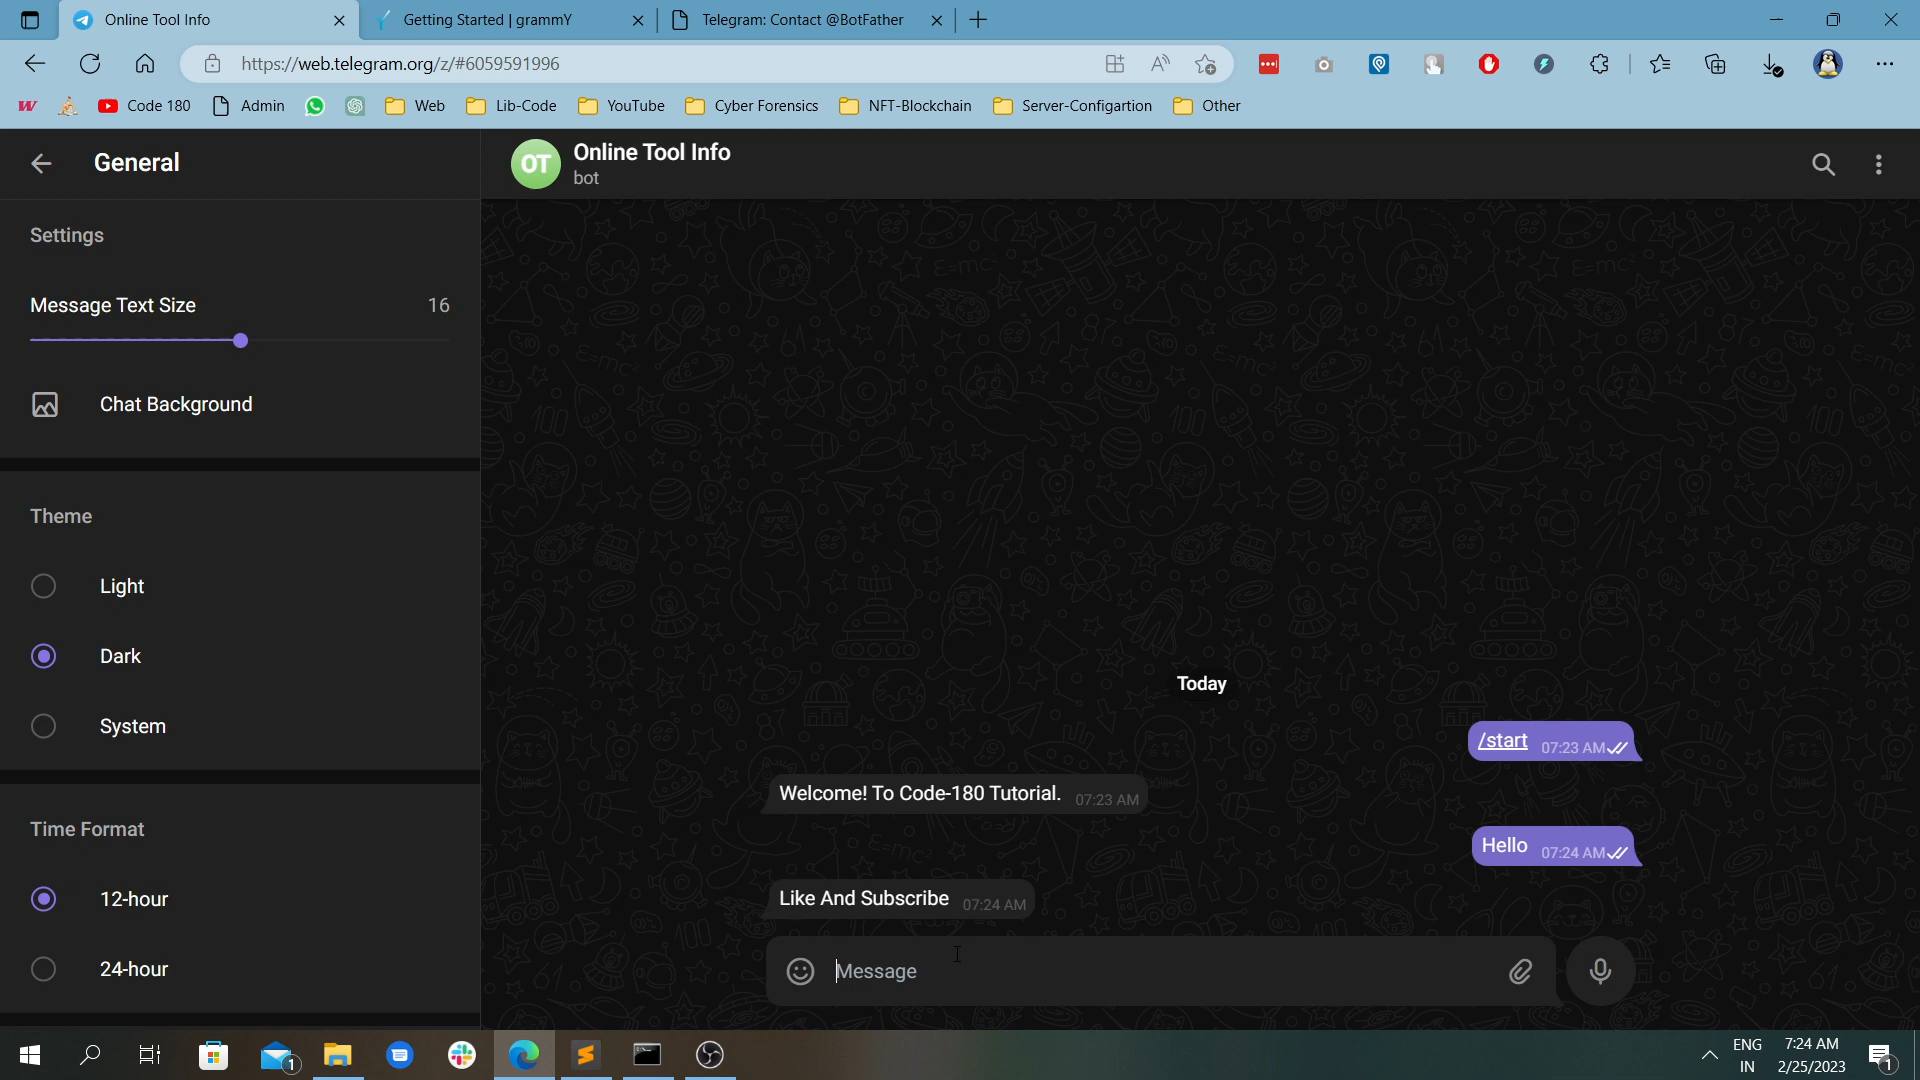 Online Tool Info
Getting Started | grammY
Telegram: Contact @BotFather
https://web.telegram.org/z/#6059591996
Code 180
Admin
Web
Lib-Code
YouTube
Cyber Forensics
NFT-Blockchain
Server-Configartion
Other
General
Settings
Message Text Size
16
Chat Background
Theme
Light
Dark
System
Time Format
12-hour
24-hour
OT
Online Tool Info
bot
Today
/start 07:23 AM
Welcome! To Code-180 Tutorial. 07:23 AM
Hello 07:24 AM
Like And Subscribe 07:24 AM
Message
1
ENG
IN
7:24 AM
2/25/2023
1